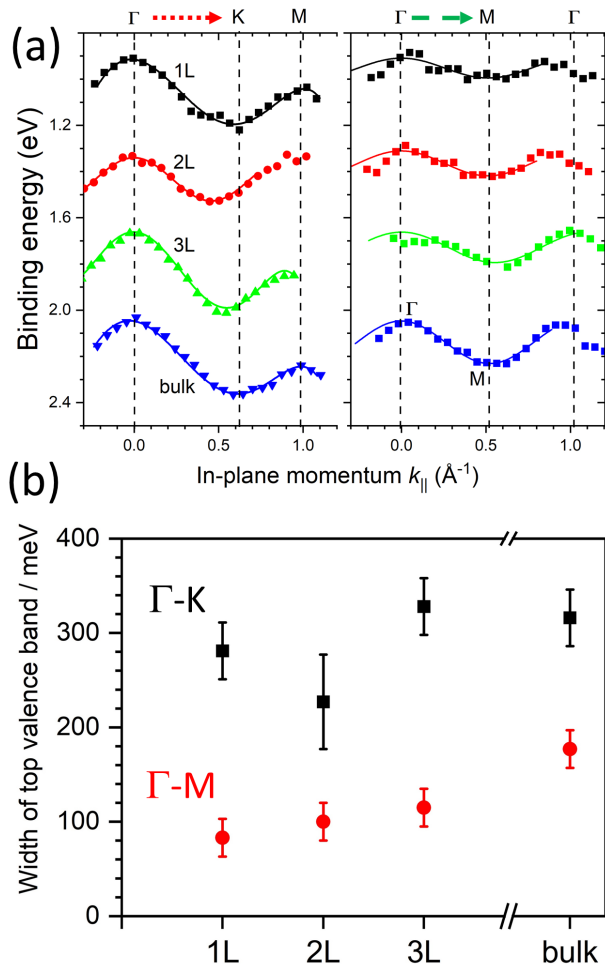 (a)
Γ K M Γ M Γ
1L
2L
3L
bulk
Γ
M
1.2
1.6
2.0
2.4
Binding energy (eV)
0.0 0.5 1.0 0.0 0.5 1.0
In-plane momentum k|| (Å-1)
(b)
400
300
200
100
0
Width of top valence band / meV
Γ-K
Γ-M
1L 2L 3L bulk